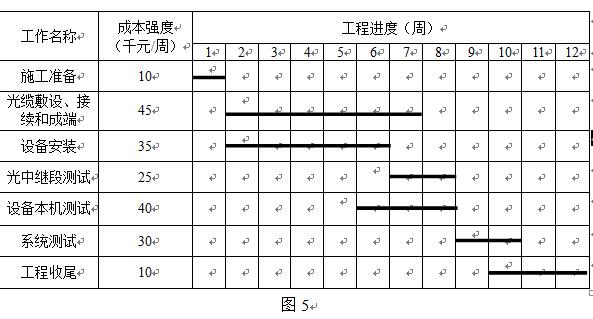 工作名称 成本强度（千元/周） 工程进度（周）
1 2 3 4 5 6 7 8 9 10 11 12
施工准备 10
光缆敷设、接续和成端 45
设备安装 35
光中继段测试 25
设备本机测试 40
系统测试 30
工程收尾 10
图 5